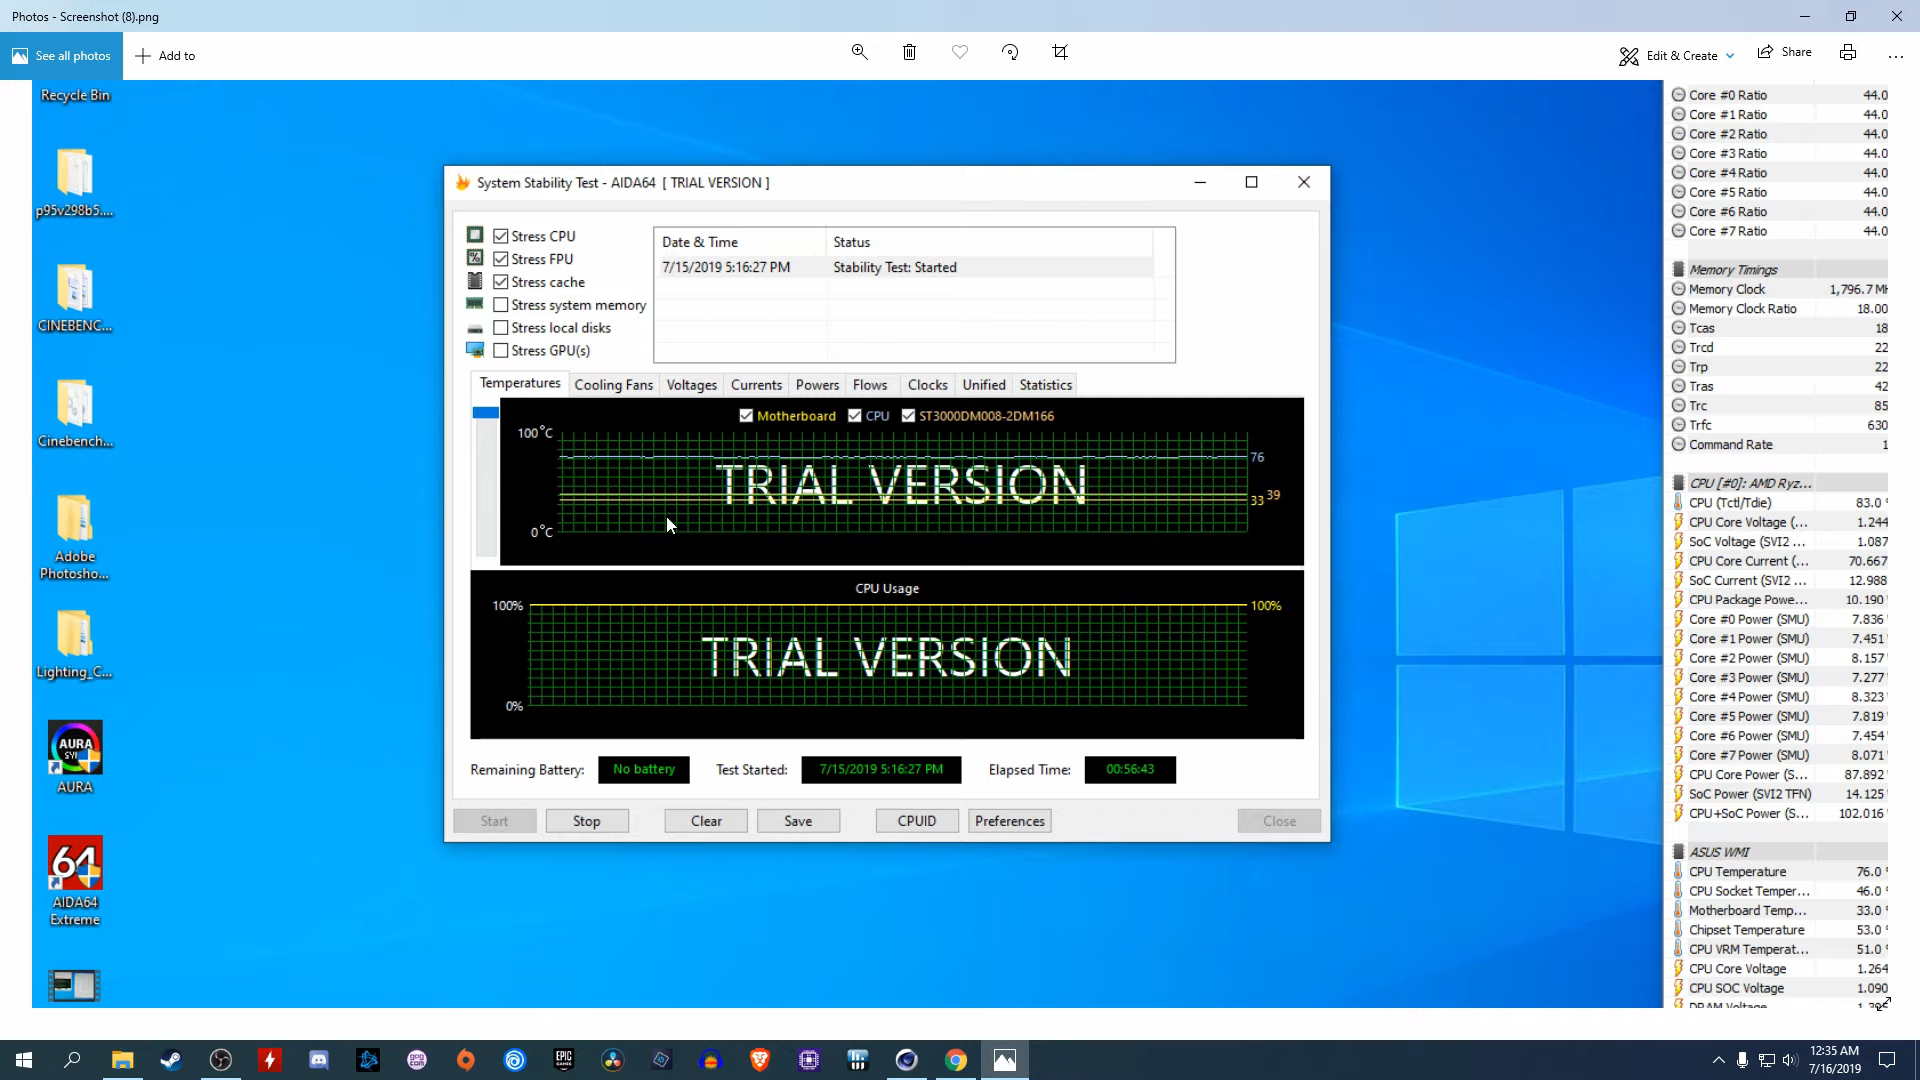 Photos - Screenshot (8).png
See all photos
Add to
Edit & Create
Share
Recycle Bin
p95v298b5....
CINEBENC...
Cinebench...
Adobe
Photosho...
Lighting_C...
AURA
SYNC
AURA
64
AIDA64
Extreme
System Stability Test - AIDA64 [ TRIAL VERSION ]
Stress CPU
Stress FPU
Stress cache
Stress system memory
Stress local disks
Stress GPU(s)
Date & Time Status
7/15/2019 5:16:27 PM Stability Test: Started
Temperatures Cooling Fans Voltages Currents Powers Flows Clocks Unified Statistics
Motherboard CPU ST3000DM008-2DM166
100°C
76
TRIAL VERSION
33 39
0°C
CPU Usage
100% 100%
TRIAL VERSION
0%
Remaining Battery: No battery Test Started: 7/15/2019 5:16:27 PM Elapsed Time: 00:56:43
Start Stop Clear Save CPUID Preferences Close
Core #0 Ratio 44.0
Core #1 Ratio 44.0
Core #2 Ratio 44.0
Core #3 Ratio 44.0
Core #4 Ratio 44.0
Core #5 Ratio 44.0
Core #6 Ratio 44.0
Core #7 Ratio 44.0
Memory Timings
Memory Clock 1,796.7 MH
Memory Clock Ratio 18.00
Tcas 18
Trcd 22
Trp 22
Tras 42
Trc 85
Trfc 630
Command Rate 1
CPU [#0]: AMD Ryz...
CPU (Tctl/Tdie) 83.0 °
CPU Core Voltage (... 1.244
SoC Voltage (SVI2 ... 1.087
CPU Core Current (... 70.667
SoC Current (SVI2 ... 12.988
CPU Package Powe... 10.190
Core #0 Power (SMU) 7.836
Core #1 Power (SMU) 7.451
Core #2 Power (SMU) 8.157
Core #3 Power (SMU) 7.277
Core #4 Power (SMU) 8.323
Core #5 Power (SMU) 7.819
Core #6 Power (SMU) 7.454
Core #7 Power (SMU) 8.071
CPU Core Power (S... 87.892
SoC Power (SVI2 TFN) 14.125
CPU+SoC Power (S... 102.016
ASUS WMI
CPU Temperature 76.0 °
CPU Socket Temper... 46.0 °
Motherboard Temp... 33.0 °
Chipset Temperature 53.0 °
CPU VRM Temperat... 51.0 °
CPU Core Voltage 1.264
CPU SOC Voltage 1.090
DRAM Voltage
EPIC
GAMES
GOG
COM
12:35 AM
7/16/2019